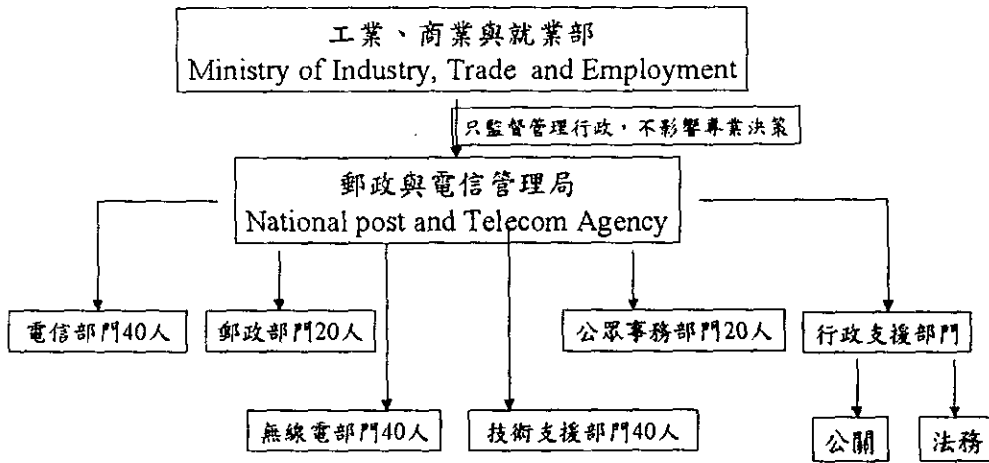 工業、商業與就業部
Ministry of Industry, Trade and Employment
只監督管理行政,不影響專業決策
郵政與電信管理局
National post and Telecom Agency
電信部門40人
郵政部門20人
公眾事務部門20人
行政支援部門
無線電部門40人
技術支援部門40人
公關
法務